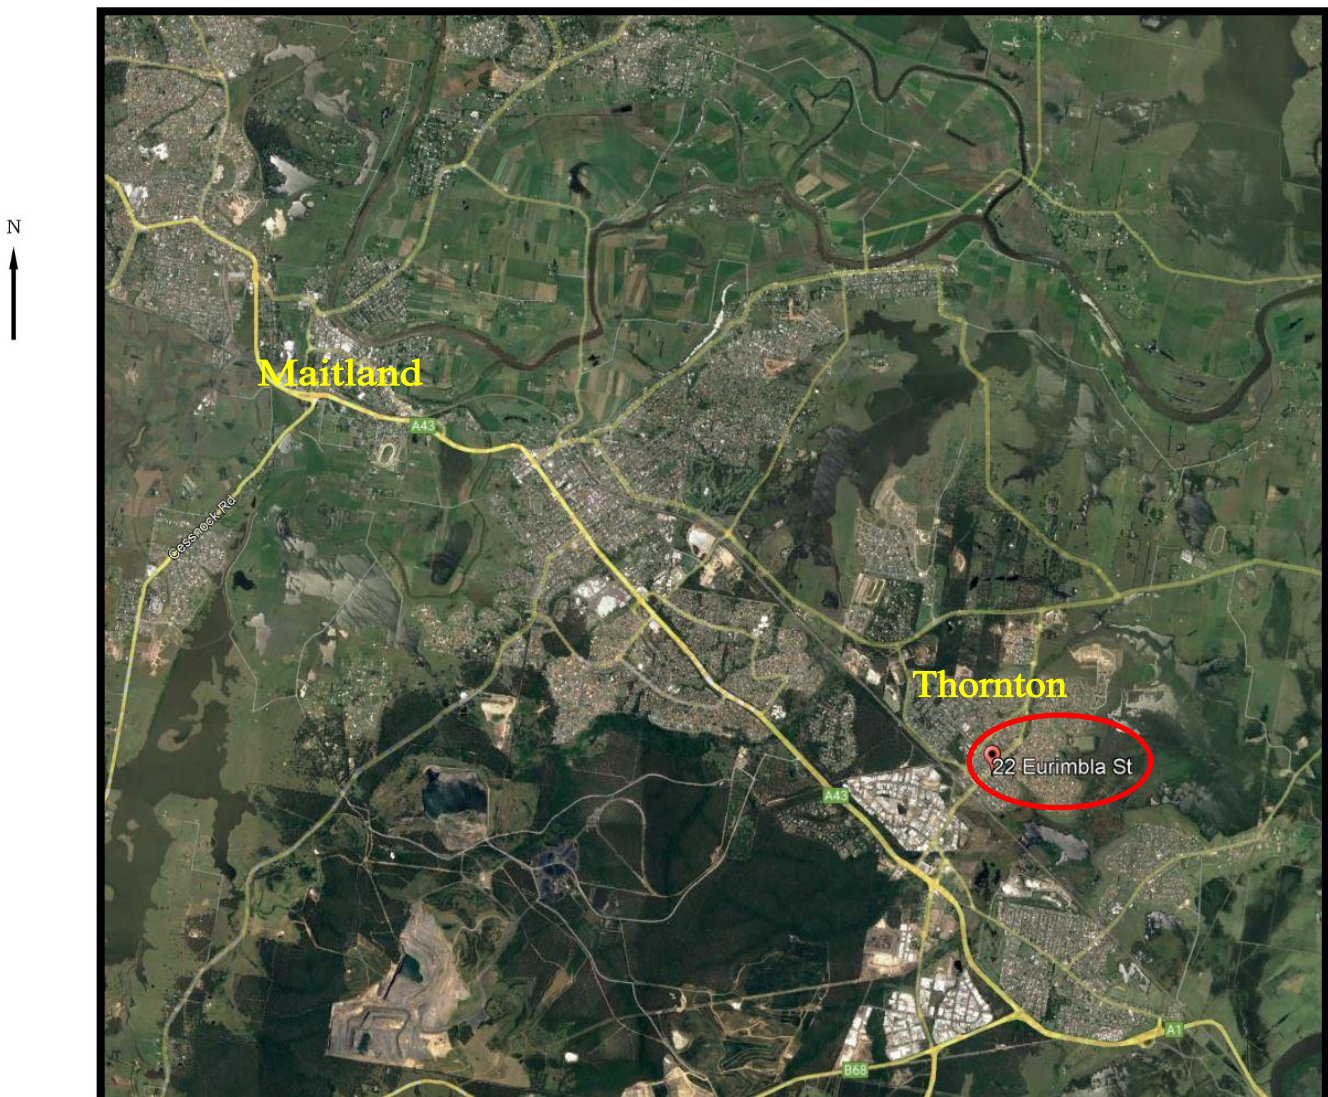 N
Maitland
A43
Cessnock Rd
Thornton
22 Eurimbla St
A43
A1
B68